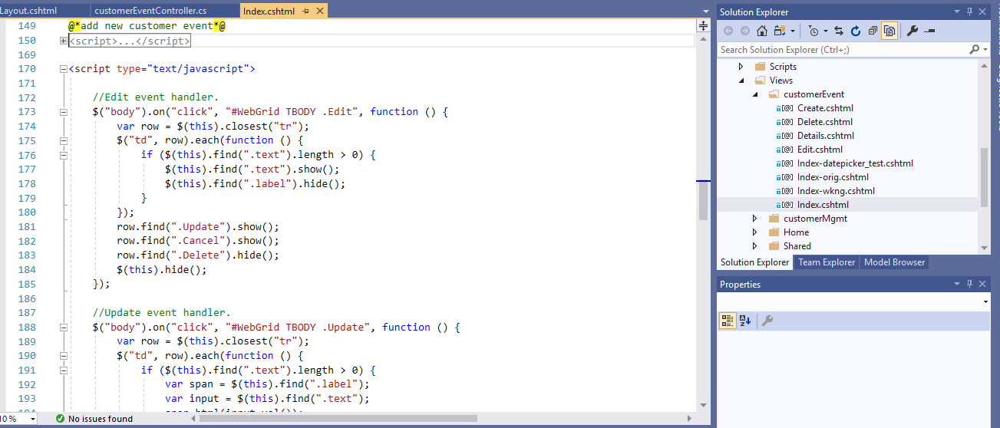 Layout.cshtml
customerEventController.cs
Index.cshtml
149 @*add new customer event*@
150 <script>...</script>
169
170 <script type="text/javascript">
171
172 //Edit event handler.
173 $("body").on("click", "#WebGrid TBODY .Edit", function () {
174 var row = $(this).closest("tr");
175 $("td", row).each(function () {
176 if ($(this).find(".text").length > 0) {
177 $(this).find(".text").show();
178 $(this).find(".label").hide();
179 }
180 });
181 row.find(".Update").show();
182 row.find(".Cancel").show();
183 row.find(".Delete").hide();
184 $(this).hide();
185 });
186
187 //Update event handler.
188 $("body").on("click", "#WebGrid TBODY .Update", function () {
189 var row = $(this).closest("tr");
190 $("td", row).each(function () {
191 if ($(this).find(".text").length > 0) {
192 var span = $(this).find(".label");
193 var input = $(this).find(".text");
No issues found
Solution Explorer
Search Solution Explorer (Ctrl+;)
Scripts
Views
customerEvent
Create.cshtml
Delete.cshtml
Details.cshtml
Edit.cshtml
Index-datepicker_test.cshtml
Index-orig.cshtml
Index-wkng.cshtml
Index.cshtml
customerMgmt
Home
Shared
Solution Explorer
Team Explorer
Model Browser
Properties